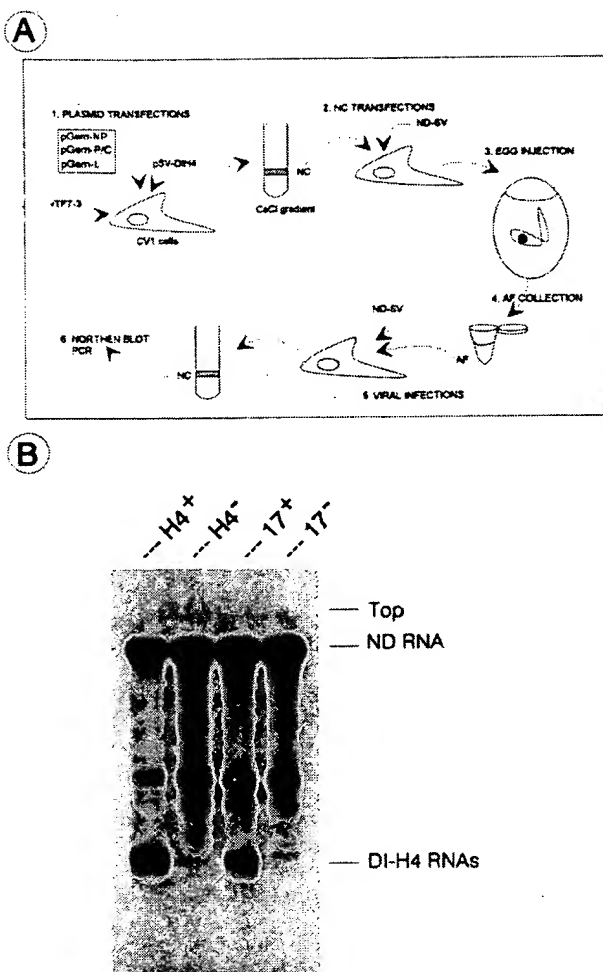 A
1. PLASMID TRANSFECTIONS
pGem-NP
pGem-P/C
pGem-L
pSV-DIH4
vTF7-3
CV1 cells
NC
CsCl gradient
2. NC TRANSFECTIONS
ND-SV
3. EGG INJECTION
4. AF COLLECTION
AF
ND-SV
5 VIRAL INFECTIONS
NC
6 NORTHEN BLOT
PCR
B
H4+
H4-
17+
17-
Top
ND RNA
DI-H4 RNAs